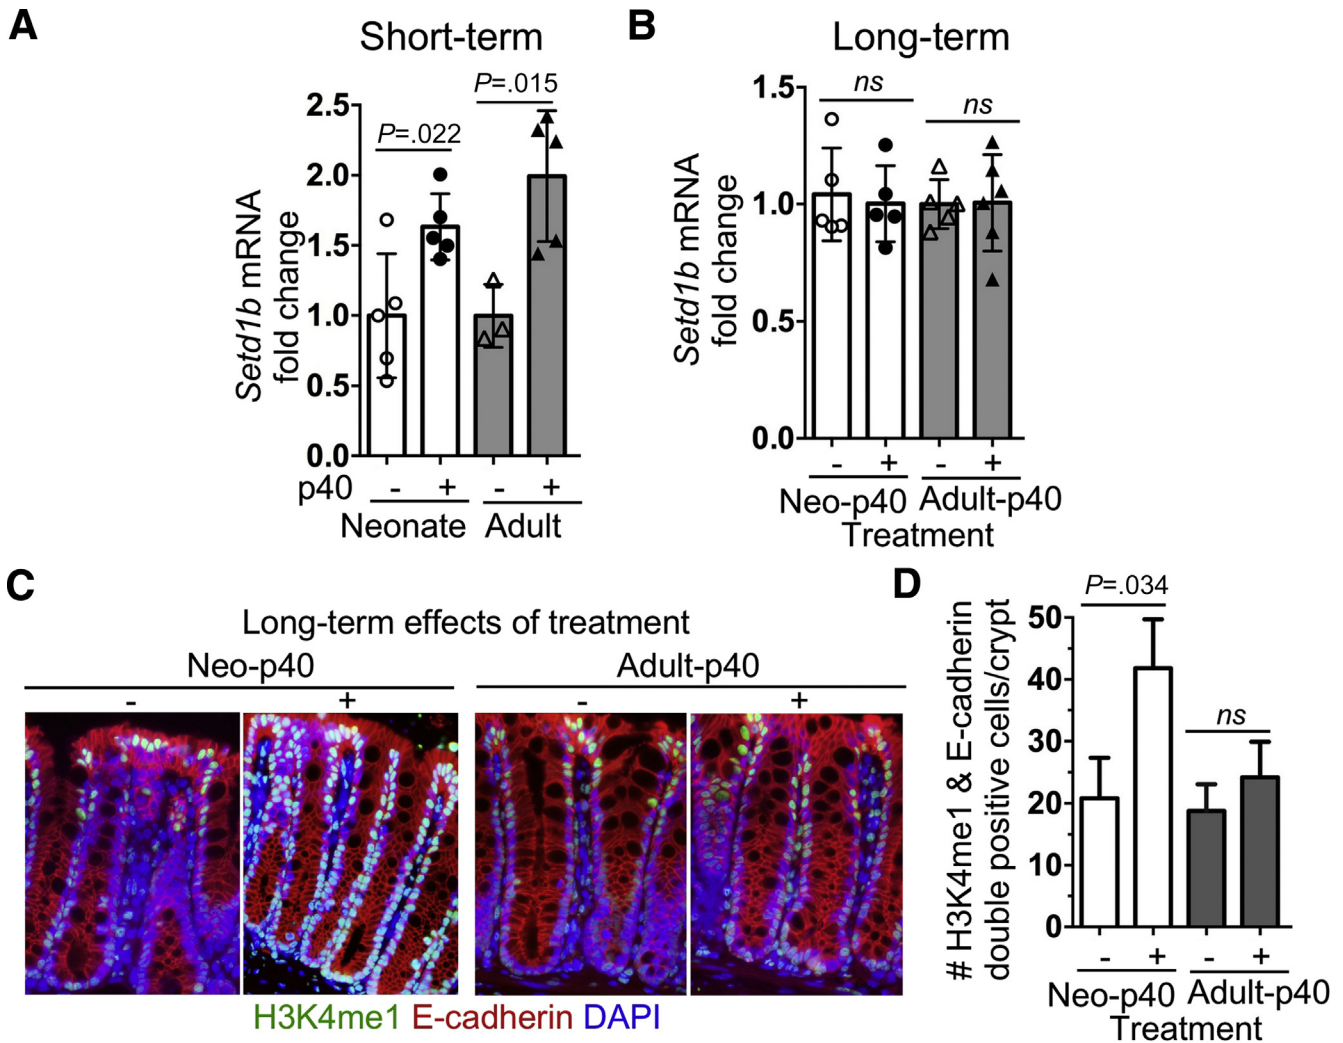 A
Short-term
Setd1b mRNA
fold change
2.5
2.0
1.5
1.0
0.5
0.0
P=.022
P=.015
p40 - + - +
Neonate Adult
B
Long-term
Setd1b mRNA
fold change
1.5
1.0
0.5
0.0
ns
ns
- + - +
Neo-p40 Adult-p40
Treatment
C
Long-term effects of treatment
Neo-p40 Adult-p40
- + - +
H3K4me1 E-cadherin DAPI
D
# H3K4me1 & E-cadherin
double positive cells/crypt
50
40
30
20
10
0
P=.034
ns
- + - +
Neo-p40 Adult-p40
Treatment